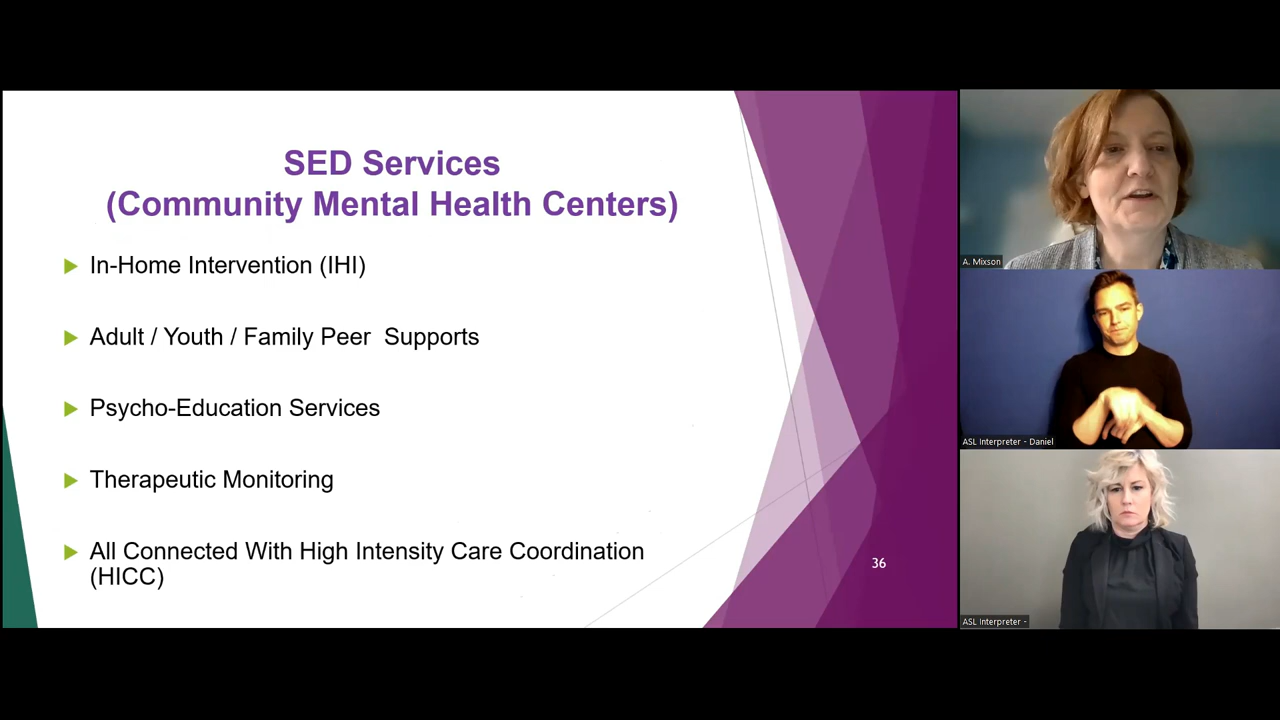 SED Services
(Community Mental Health Centers)
In-Home Intervention (IHI)
Adult / Youth / Family Peer  Supports
Psycho-Education Services
Therapeutic Monitoring
All Connected With High Intensity Care Coordination
(HICC)
36
A. Mixson
ASL Interpreter - Daniel
ASL Interpreter -